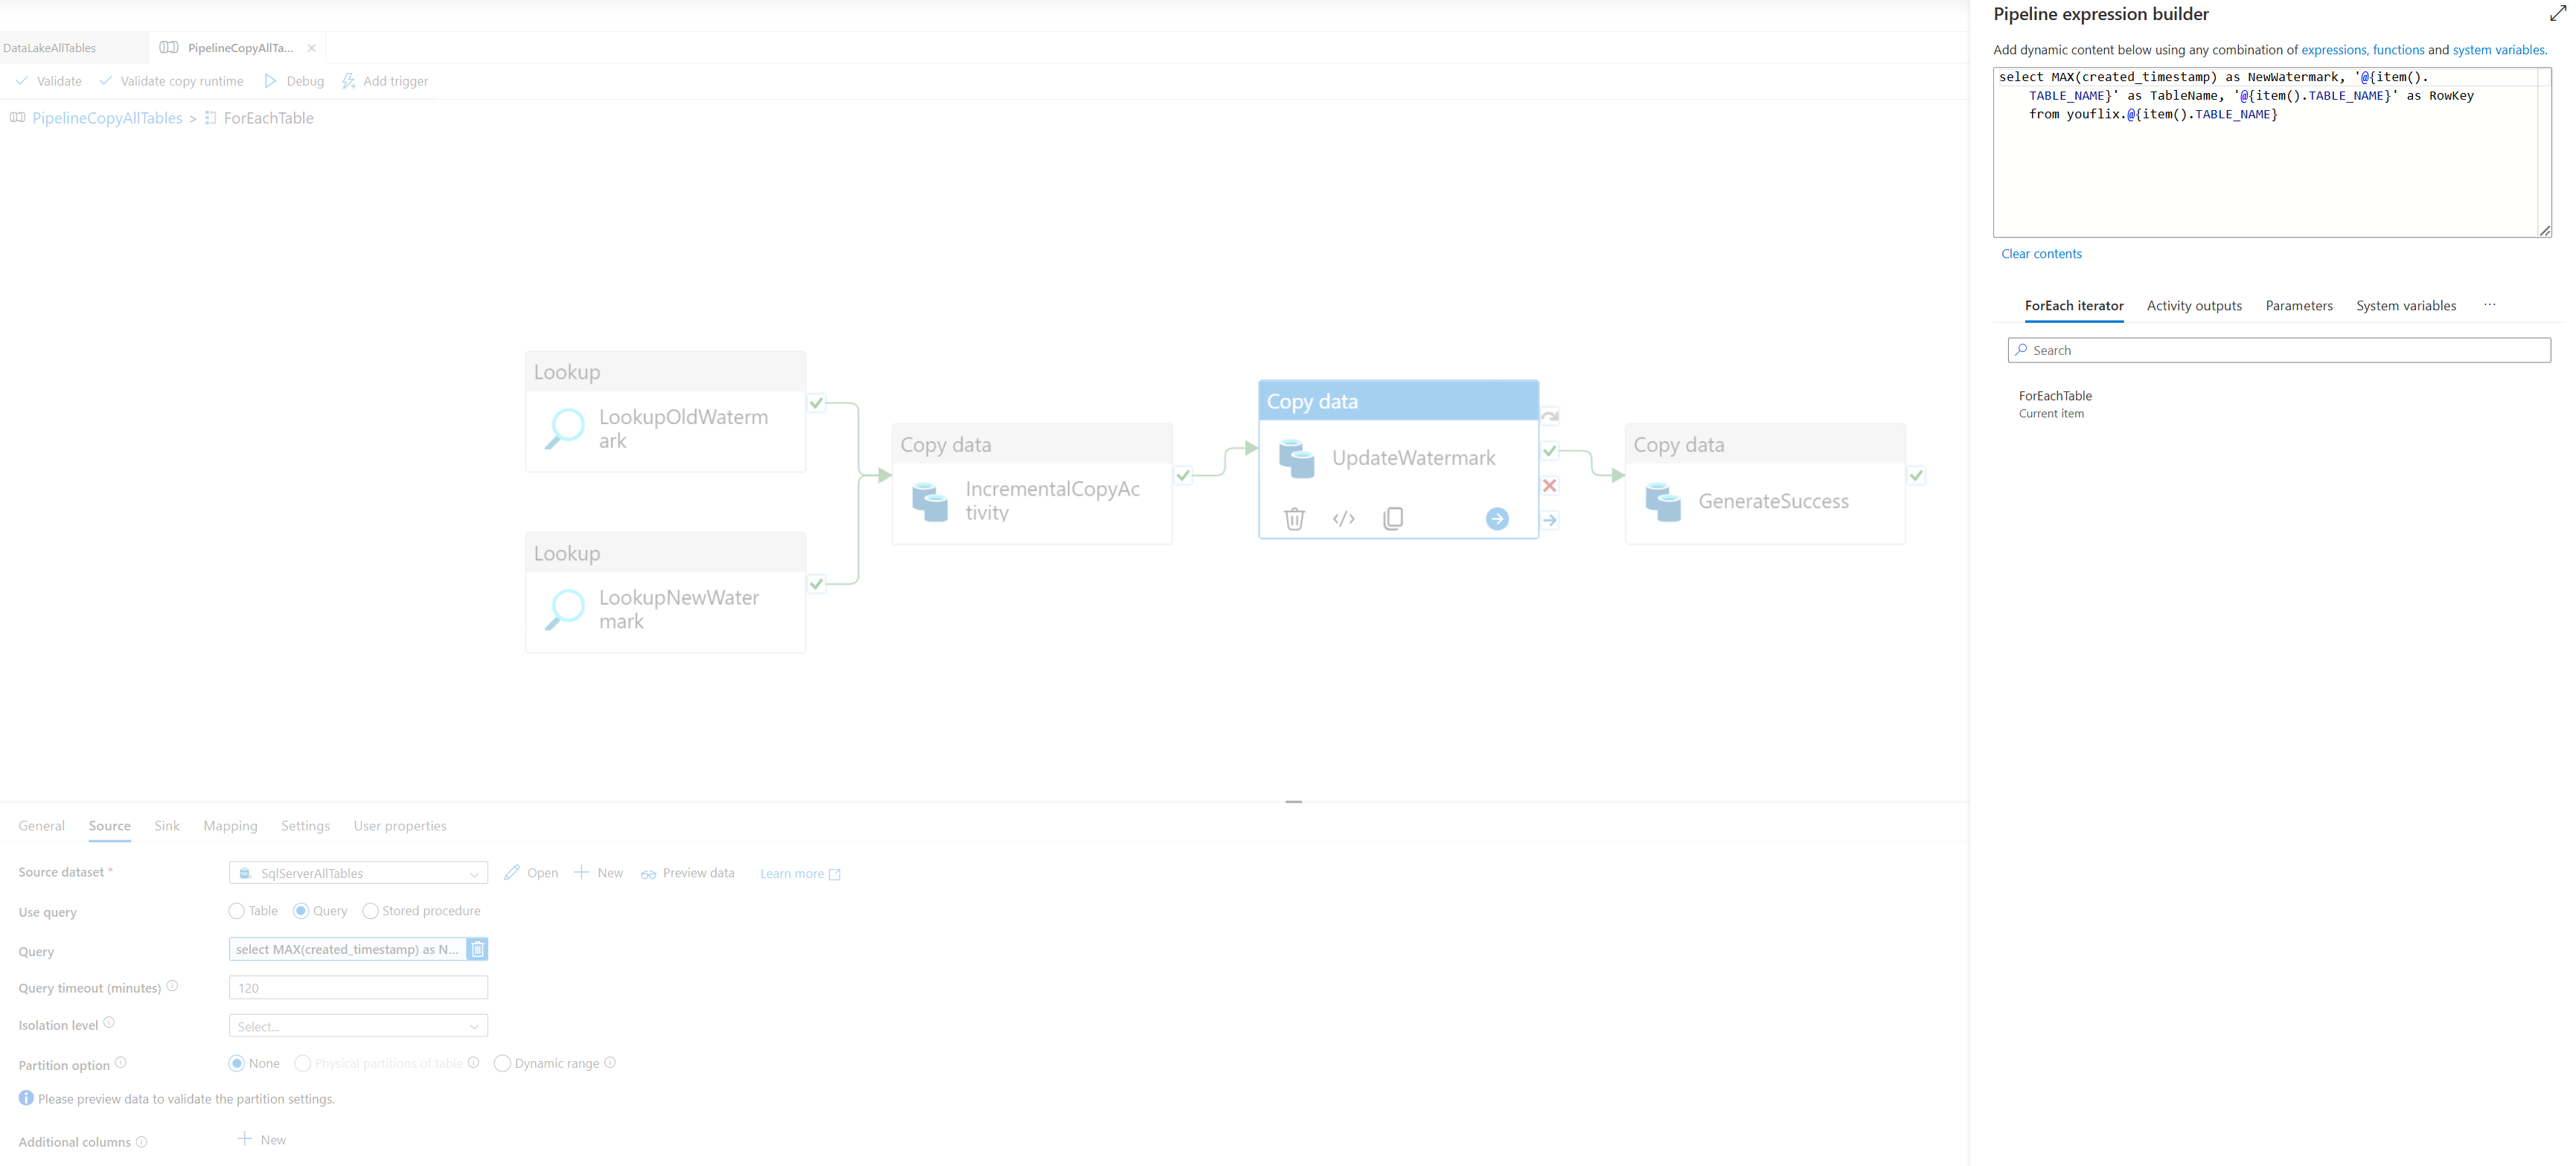 DataLakeAllTables
PipelineCopyAllTa...
Validate
Validate copy runtime
Debug
Add trigger
PipelineCopyAllTables > ForEachTable
Lookup
LookupOldWaterm
ark
Lookup
LookupNewWater
mark
Copy data
IncrementalCopyAc
tivity
Copy data
UpdateWatermark
Copy data
GenerateSuccess
General Source Sink Mapping Settings User properties
Source dataset * SqlServerAllTables Open New Preview data Learn more
Use query Table Query Stored procedure
Query select MAX(created_timestamp) as N...
Query timeout (minutes) 120
Isolation level Select...
Partition option None Physical partitions of table Dynamic range
Please preview data to validate the partition settings.
Additional columns New
Pipeline expression builder
Add dynamic content below using any combination of expressions, functions and system variables.
select MAX(created_timestamp) as NewWatermark, '@{item().
TABLE_NAME}' as TableName, '@{item().TABLE_NAME}' as RowKey
from youflix.@{item().TABLE_NAME}
Clear contents
ForEach iterator Activity outputs Parameters System variables ...
Search
ForEachTable
Current item